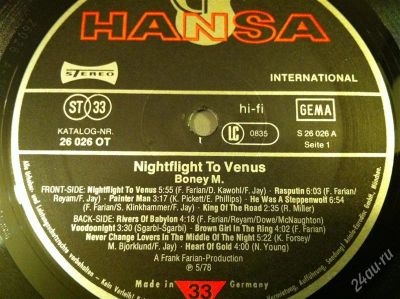 HANSA
STEREO
INTERNATIONAL
ST 33
hi-fi
GEMA
KATALOG-NR.
26 026 OT
LC 0835
S 26 026 A
Seite 1
Nightflight To Venus
Boney M.
FRONT-SIDE: Nightflight To Venus 5:55 (F. Farian/D. Kawohl/F. Jay) · Rasputin 6:03 (F. Farian/
Reyam/F. Jay) · Painter Man 3:17 (K. Pickett/E. Phillips) · He Was A Steppenwolf 6:54
(F. Farian/S. Klinkhammer/F. Jay) · King Of The Road 2:35 (R. Miller)
BACK-SIDE: Rivers Of Babylon 4:18 (F. Farian/Reyam/Dowe/McNaughton)
Voodoonight 3:30 (Sgarbi-Sgarbi) · Brown Girl In The Ring 4:02 (F. Farian)
Never Change Lovers In The Middle Of The Night 5:22 (K. Forsey/
M. Björklund/F. Jay) · Heart Of Gold 4:00 (N. Young)
A Frank Farian-Production
℗ 5/78
Made in Germany
33
24au.ru